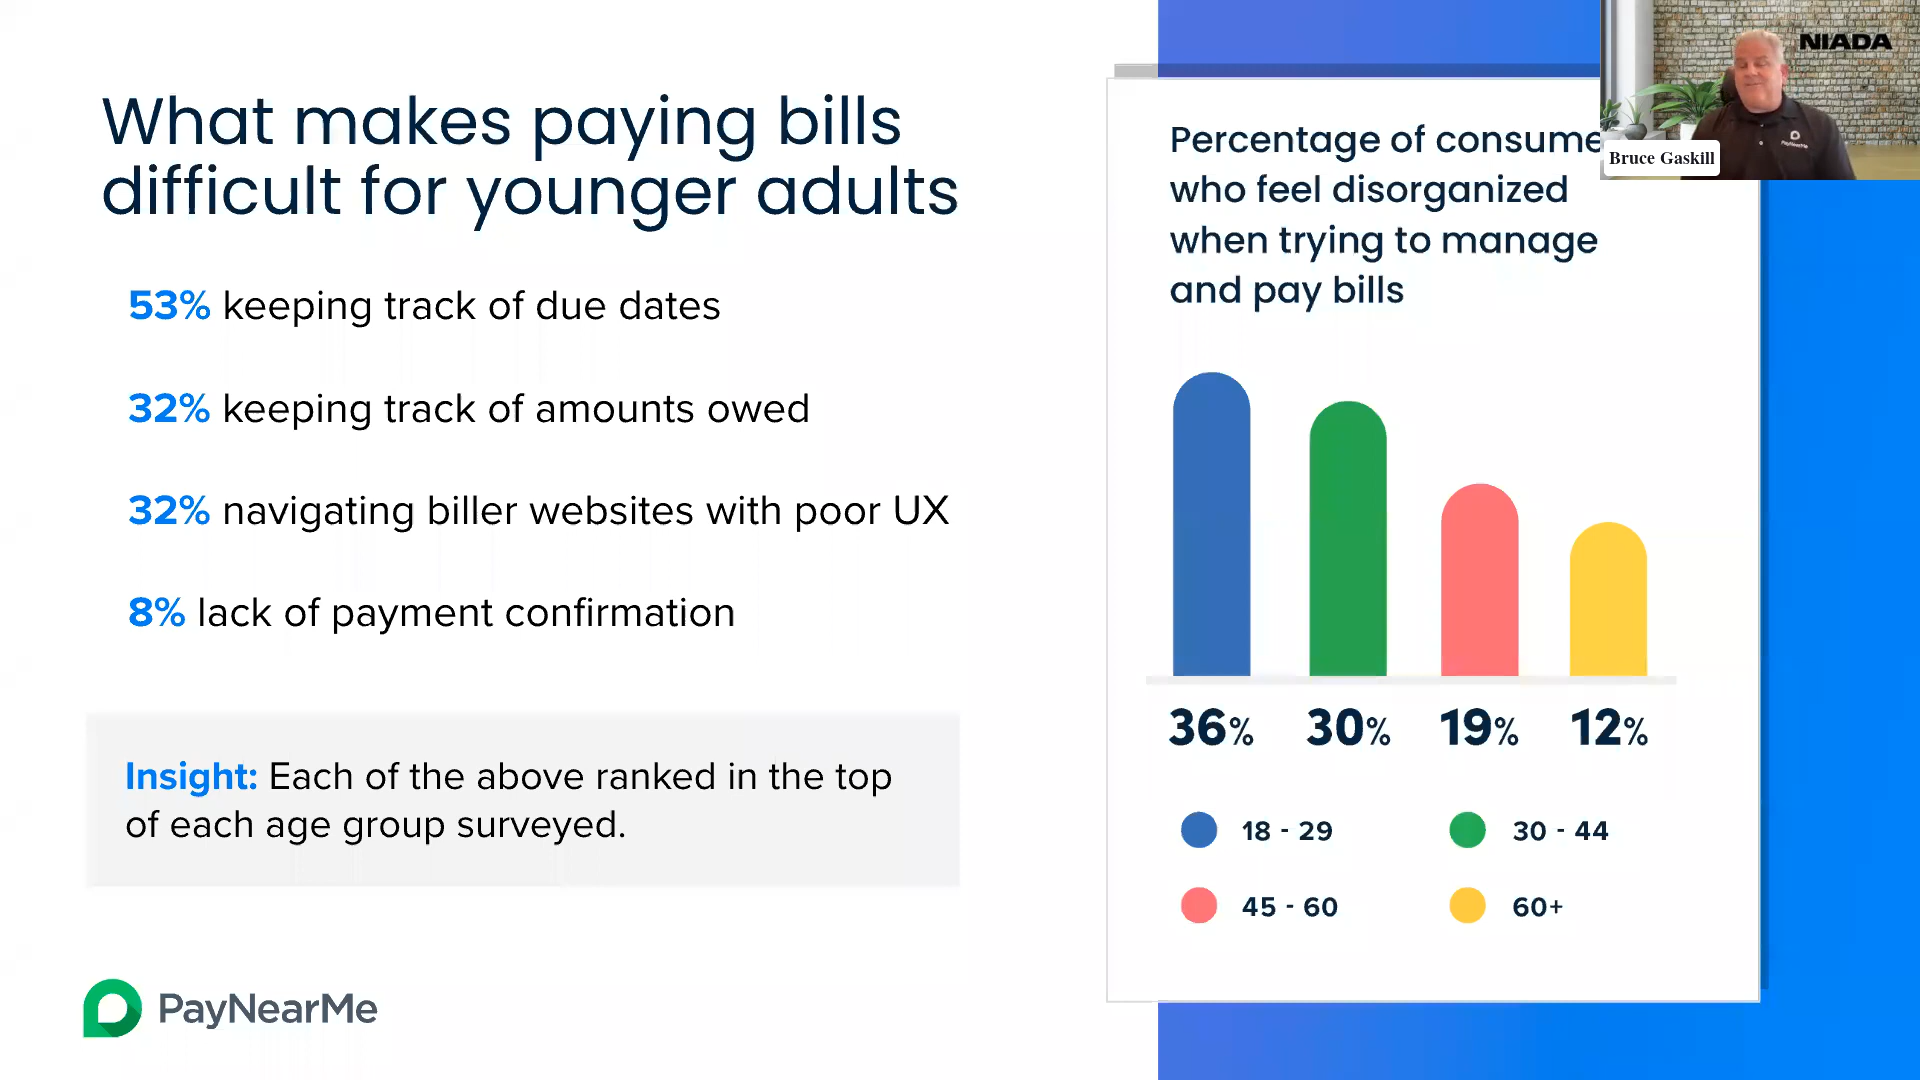 What makes paying bills
difficult for younger adults
53% keeping track of due dates
32% keeping track of amounts owed
32% navigating biller websites with poor UX
8% lack of payment confirmation
Insight: Each of the above ranked in the top
of each age group surveyed.
PayNearMe
Percentage of consume
who feel disorganized
when trying to manage
and pay bills
36% 30% 19% 12%
18 - 29 30 - 44
45 - 60 60+
NIADA
PayNearMe
Bruce Gaskill